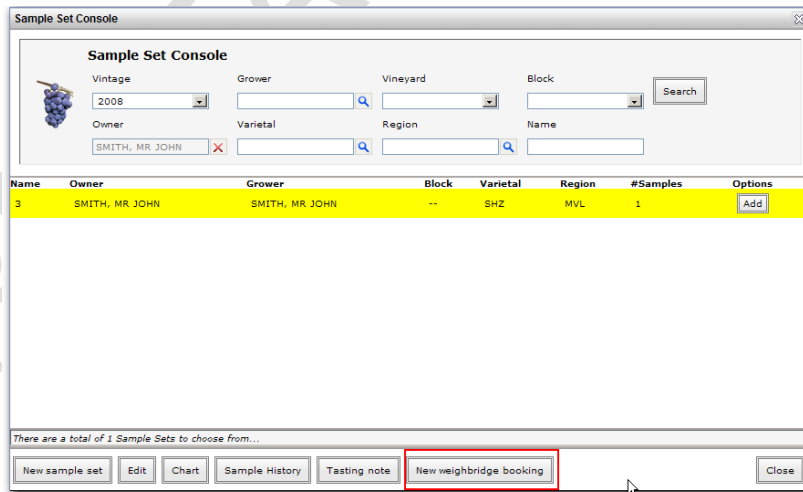 Sample Set Console
Sample Set Console
Vintage Grower Vineyard Block
2008 Search
Owner Varietal Region Name
SMITH, MR JOHN
Name Owner Grower Block Varietal Region #Samples Options
3 SMITH, MR JOHN SMITH, MR JOHN -- SHZ MVL 1 Add
There are a total of 1 Sample Sets to choose from...
New sample set Edit Chart Sample History Tasting note New weighbridge booking Close